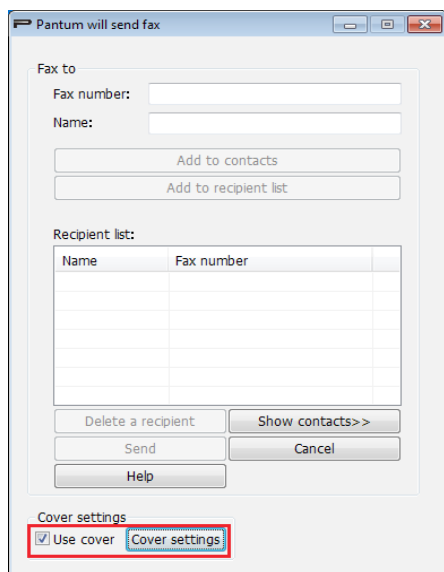 Pantum will send fax
Fax to
Fax number:
Name:
Add to contacts
Add to recipient list
Recipient list:
Name Fax number
Delete a recipient Show contacts>>
Send Cancel
Help
Cover settings
Use cover Cover settings